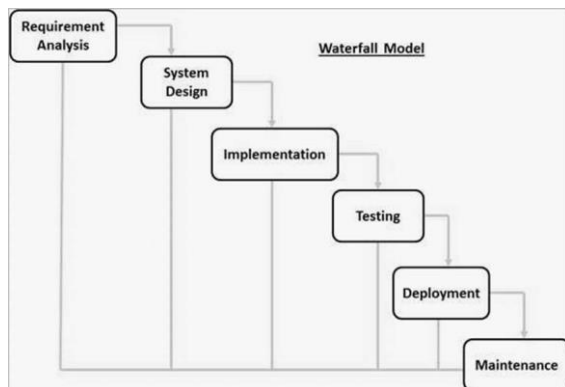 Requirement
Analysis
Waterfall Model
System
Design
Implementation
Testing
Deployment
Maintenance